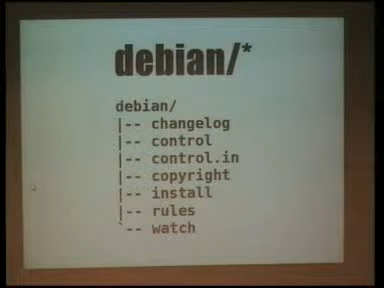 debian/*
debian/
|-- changelog
|-- control
|-- control.in
|-- copyright
|-- install
|-- rules
`-- watch